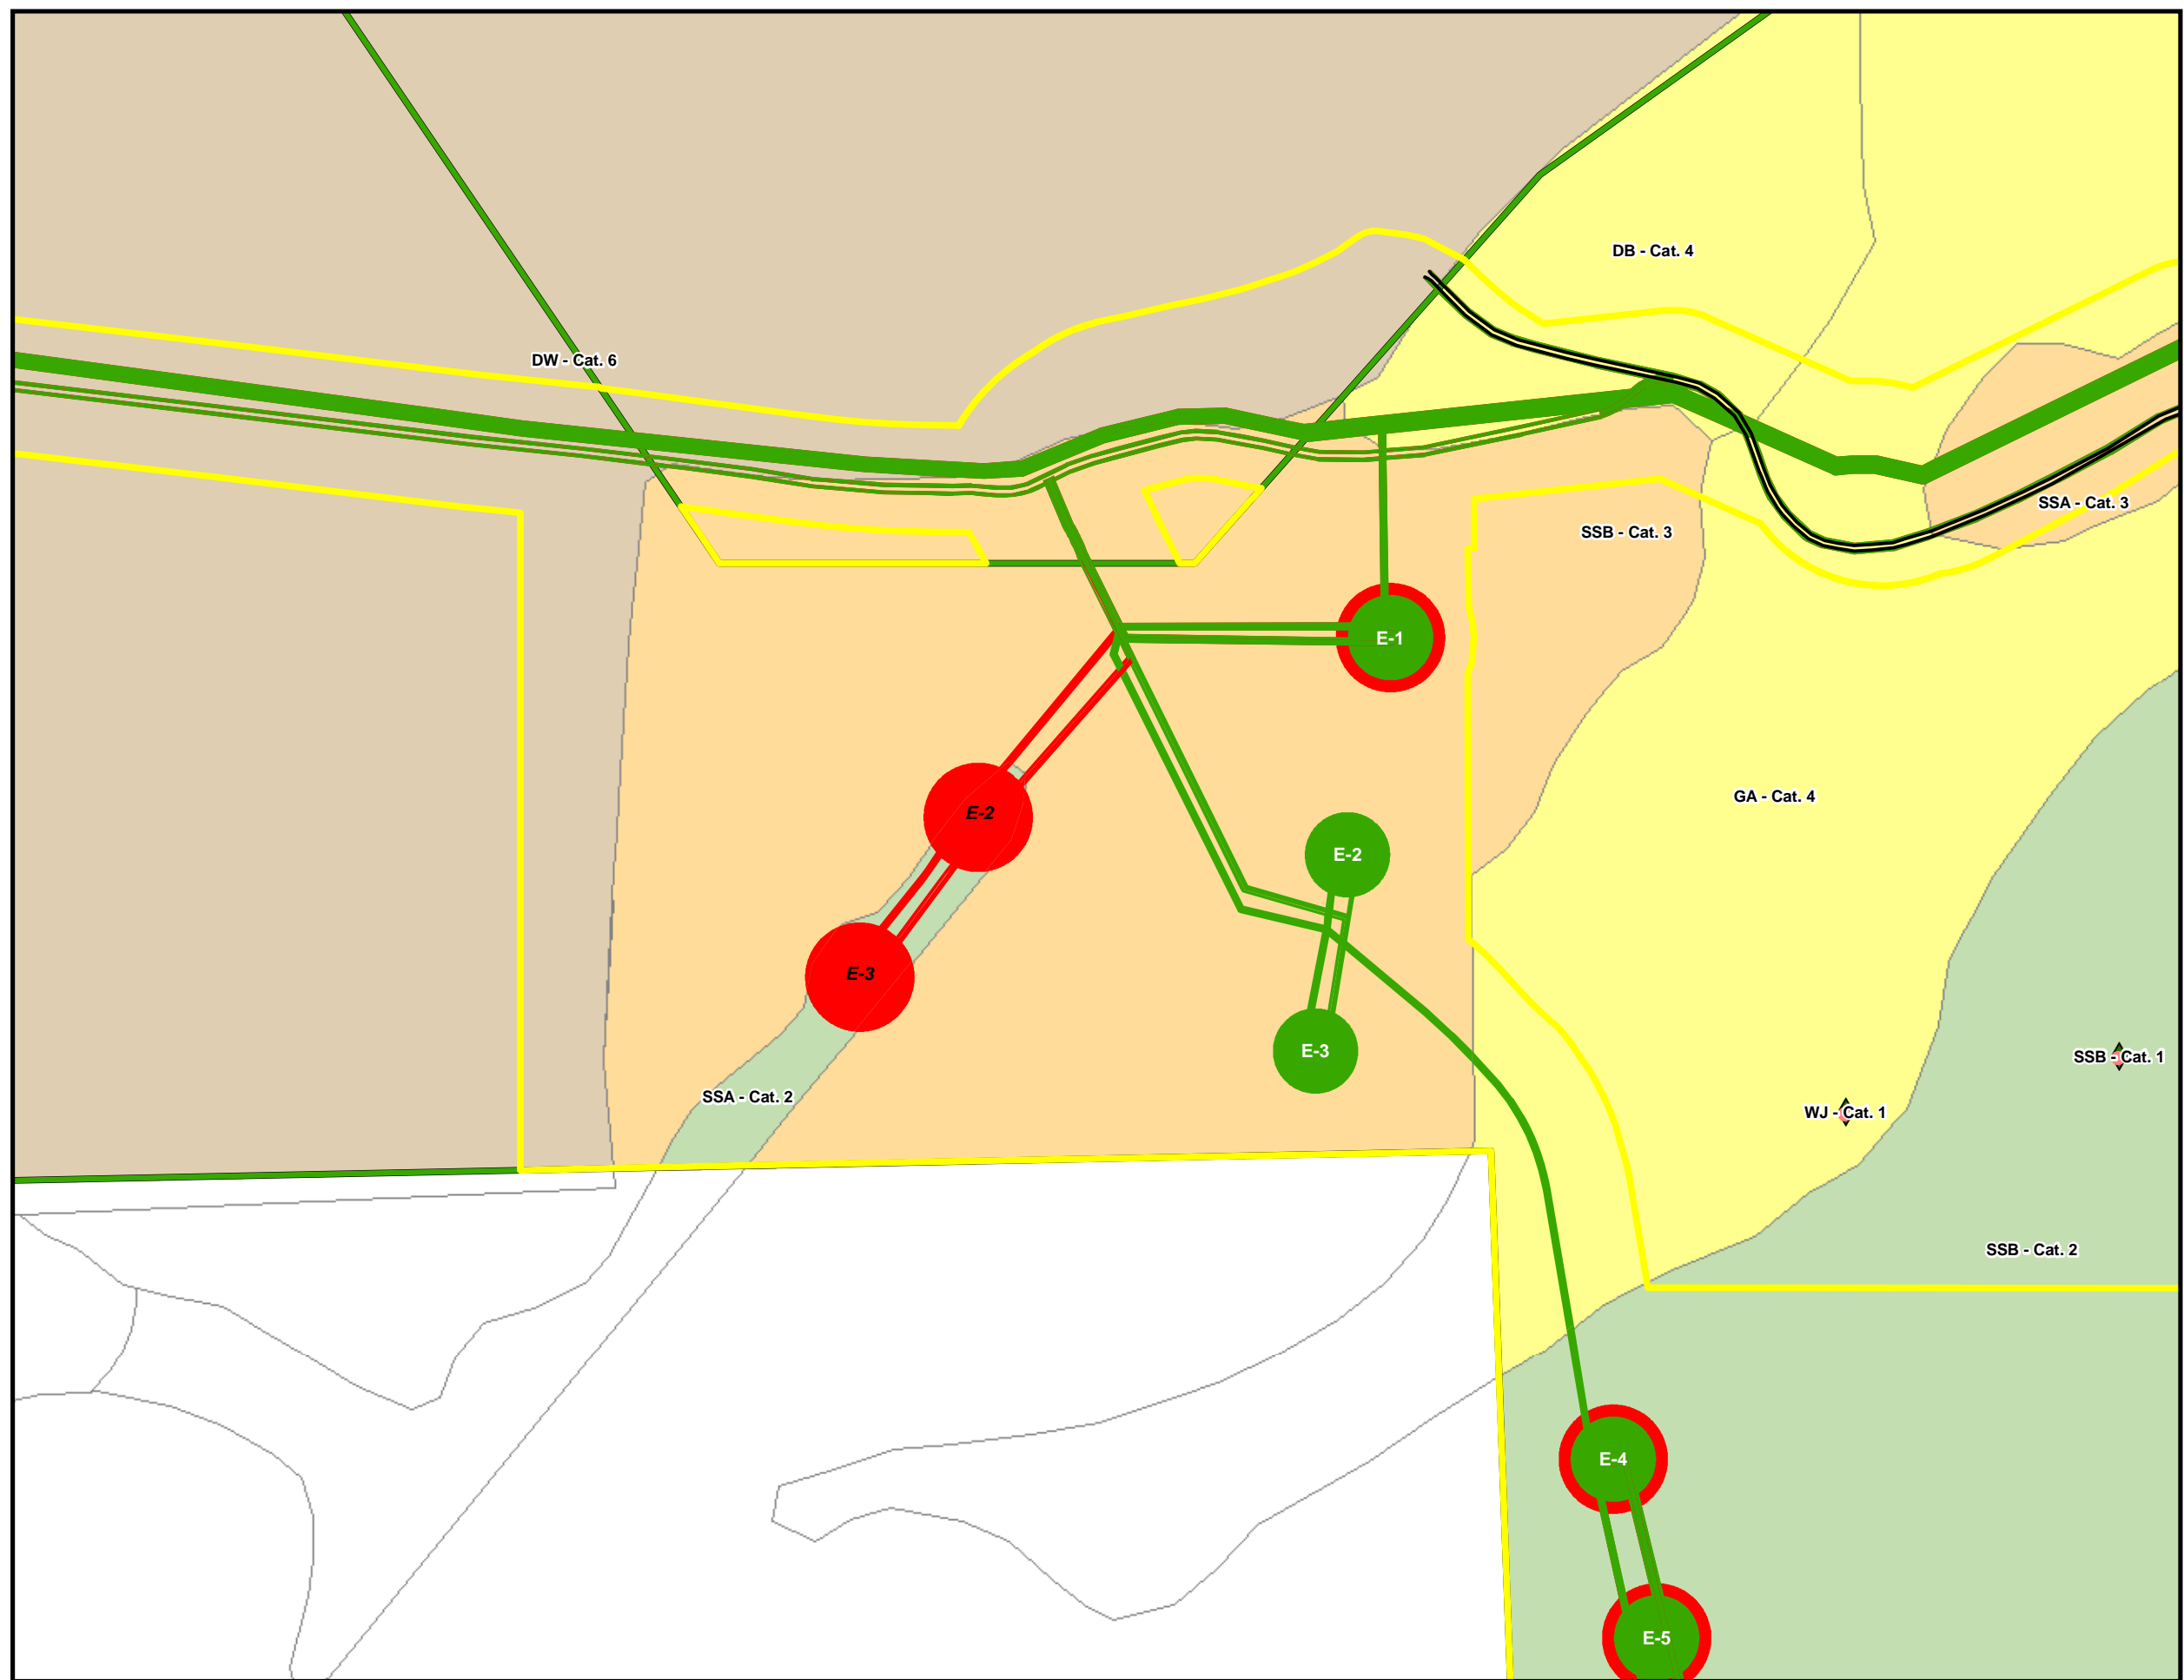 DB - Cat. 4
DW - Cat. 6
SSA - Cat. 3
SSB - Cat. 3
E-1
GA - Cat. 4
E-2
E-2
E-3
E-3
SSB - Cat. 1
SSA - Cat. 2
WJ - Cat. 1
SSB - Cat. 2
E-4
E-5